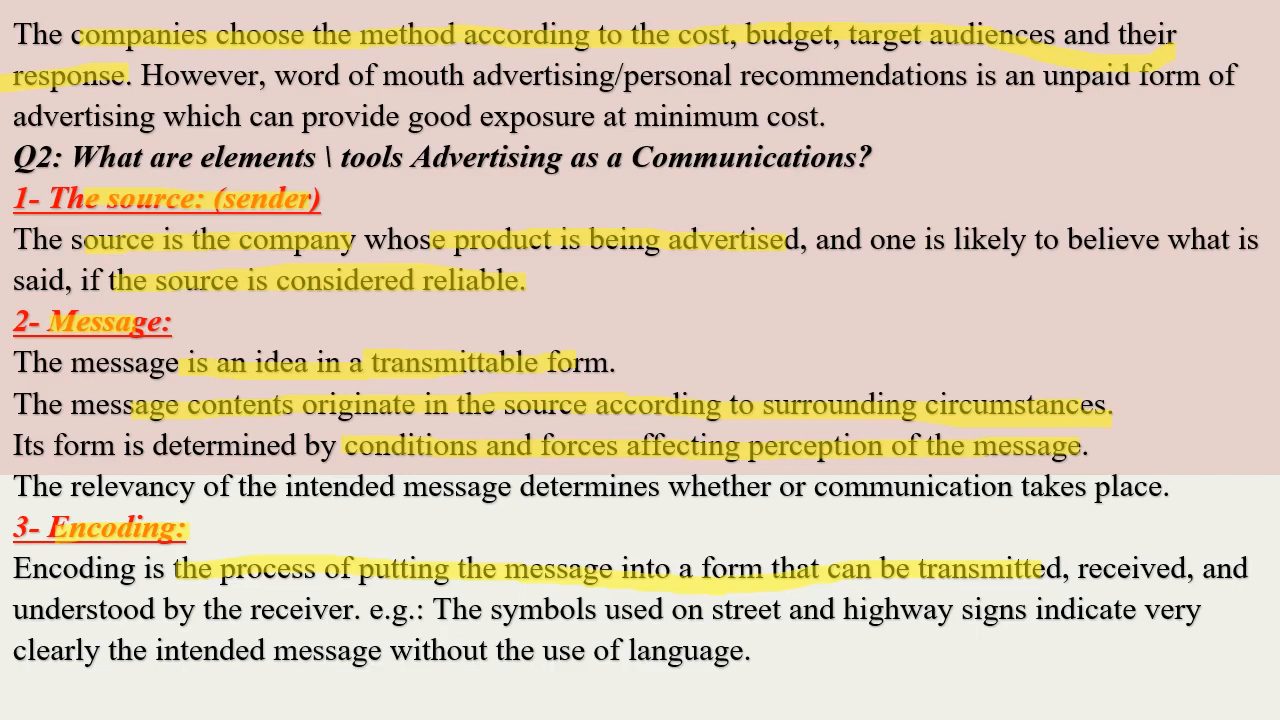 The companies choose the method according to the cost, budget, target audiences and their
response. However, word of mouth advertising/personal recommendations is an unpaid form of
advertising which can provide good exposure at minimum cost.
Q2: What are elements \ tools Advertising as a Communications?
1- The source: (sender)
The source is the company whose product is being advertised, and one is likely to believe what is
said, if the source is considered reliable.
2- Message:
The message is an idea in a transmittable form.
The message contents originate in the source according to surrounding circumstances.
Its form is determined by conditions and forces affecting perception of the message.
The relevancy of the intended message determines whether or communication takes place.
3- Encoding:
Encoding is the process of putting the message into a form that can be transmitted, received, and
understood by the receiver. e.g.: The symbols used on street and highway signs indicate very
clearly the intended message without the use of language.